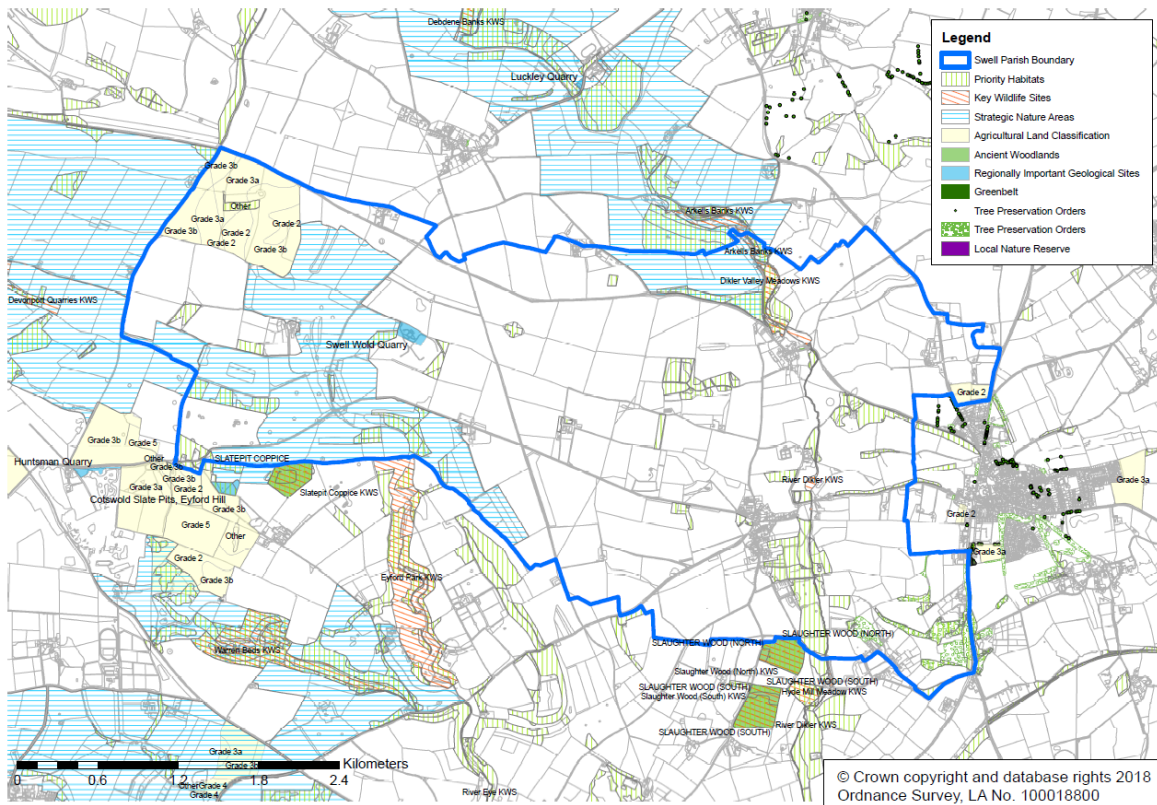 Debdene Banks KWS
Luckley Quarry
Legend
Swell Parish Boundary
Priority Habitats
Key Wildlife Sites
Strategic Nature Areas
Agricultural Land Classification
Ancient Woodlands
Regionally Important Geological Sites
Greenbelt
Tree Preservation Orders
Tree Preservation Orders
Local Nature Reserve
Grade 3b
Grade 3a
Other
Grade 3a
Grade 2
Grade 3b
Grade 2
Grade 2
Grade 3b
Arkells Banks KWS
Arkells Banks KWS
Dikler Valley Meadows KWS
Devonport Quarries KWS
Swell Wold Quarry
Grade 2
Grade 3b
Grade 5
Other
Huntsman Quarry
SLATEPIT COPPICE
Grade 3b
Grade 3b
Grade 3a
Grade 2
Slatepit Coppice KWS
Cotswold Slate Pits, Eyford Hill
Grade 3b
Grade 5
Other
Grade 2
Grade 3b
River Dikler KWS
Grade 3a
Grade 2
Grade 3a
Eyford Park KWS
Warren Beds KWS
SLAUGHTER WOOD (NORTH)
SLAUGHTER WOOD (NORTH)
Slaughter Wood (North) KWS
SLAUGHTER WOOD (SOUTH)
SLAUGHTER WOOD (SOUTH)
Hyde Mill Meadow KWS
Slaughter Wood (South) KWS
River Dikler KWS
SLAUGHTER WOOD (SOUTH)
Grade 3a
Grade 3b
Kilometers
0 0.6 1.2 1.8 2.4
Other
Grade 4
Grade 4
River Eye KWS
© Crown copyright and database rights 2018
Ordnance Survey, LA No. 100018800